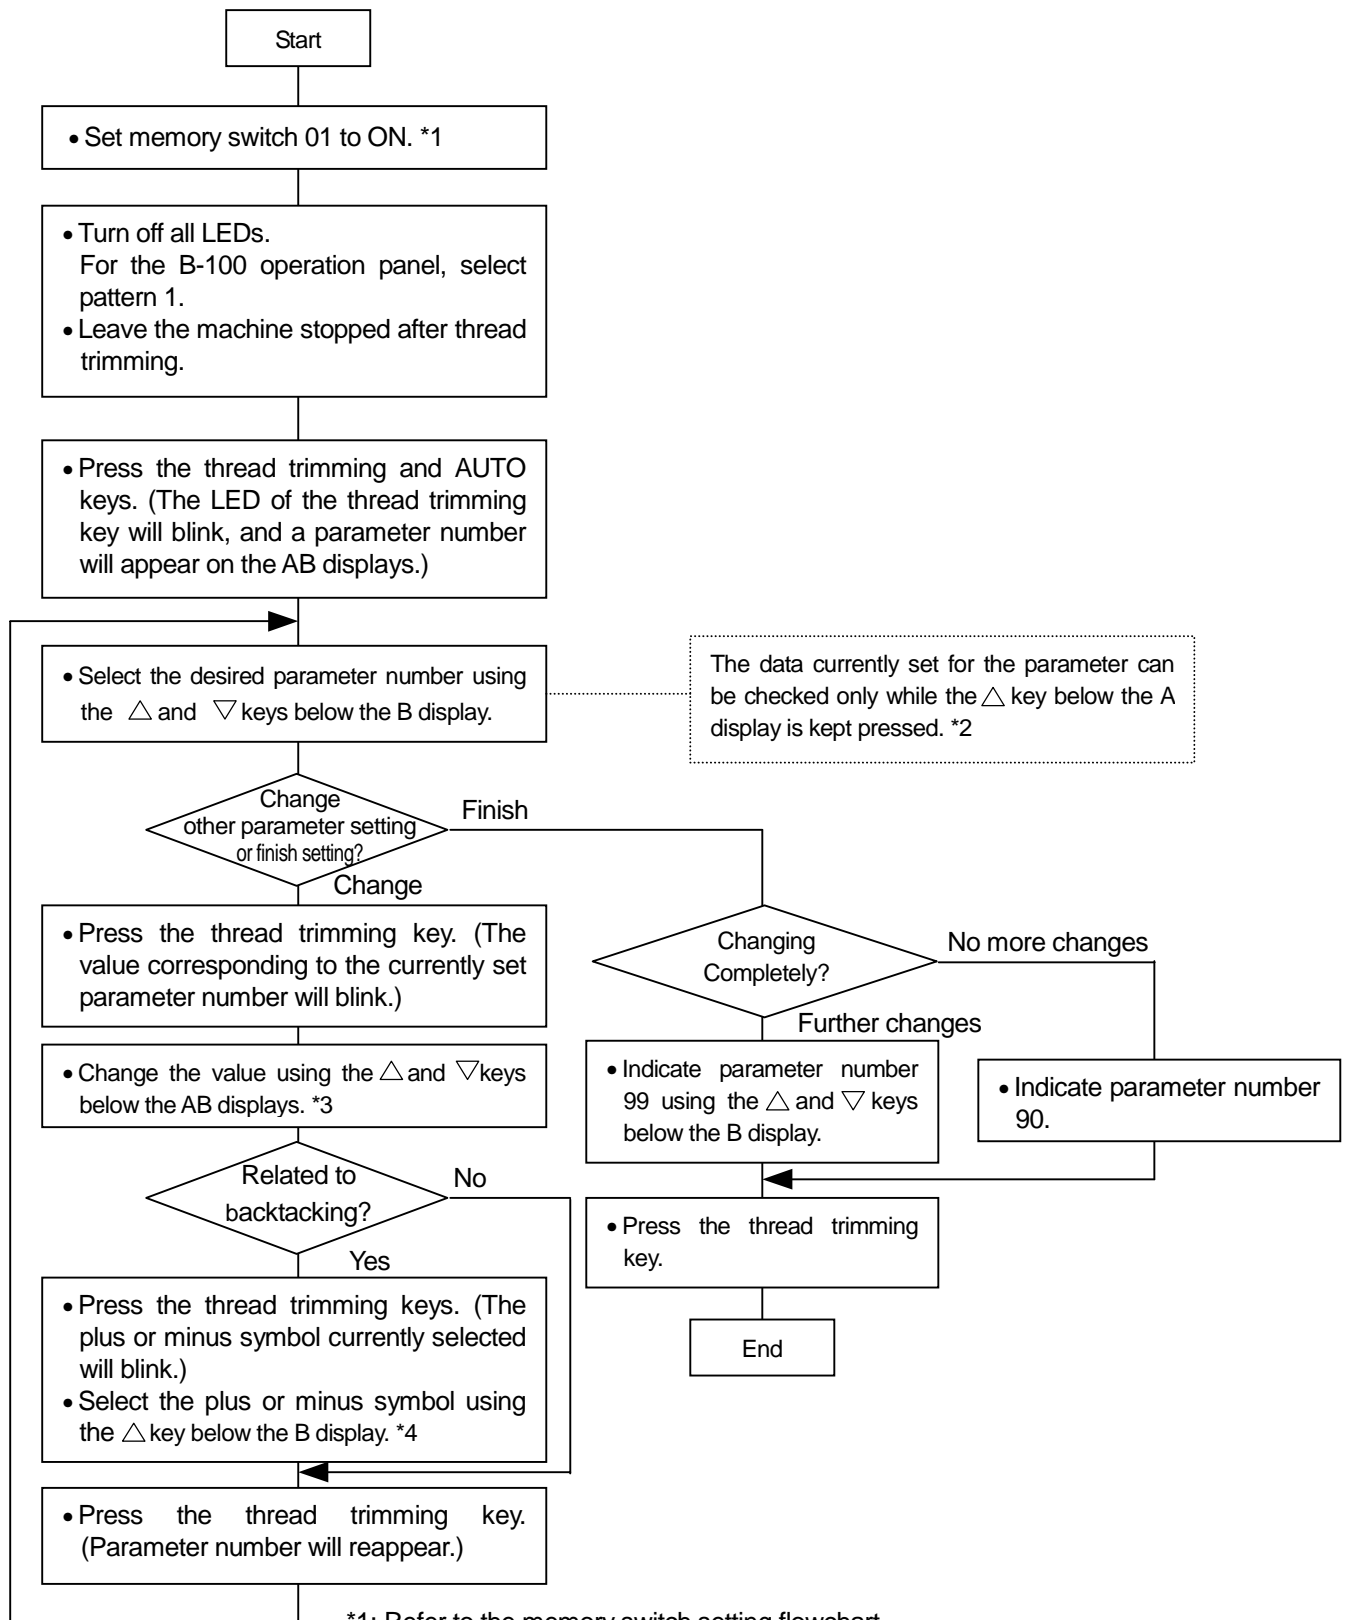 Start
• Set memory switch 01 to ON. *1
• Turn off all LEDs.
For the B-100 operation panel, select
pattern 1.
• Leave the machine stopped after thread
trimming.
• Press the thread trimming and AUTO
keys. (The LED of the thread trimming
key will blink, and a parameter number
will appear on the AB displays.)
• Select the desired parameter number using
the △ and ▽ keys below the B display.
The data currently set for the parameter can
be checked only while the △ key below the A
display is kept pressed. *2
Change
other parameter setting
or finish setting?
Finish
Change
• Press the thread trimming key. (The
value corresponding to the currently set
parameter number will blink.)
• Change the value using the △ and ▽ keys
below the AB displays. *3
Related to
backtacking?
No
Yes
• Press the thread trimming keys. (The
plus or minus symbol currently selected
will blink.)
• Select the plus or minus symbol using
the △ key below the B display. *4
• Press the thread trimming key.
(Parameter number will reappear.)
Changing
Completely?
No more changes
Further changes
• Indicate parameter number
99 using the △ and ▽ keys
below the B display.
• Indicate parameter number
90.
• Press the thread trimming
key.
End
*1: Refer to the memory switch setting flowchart